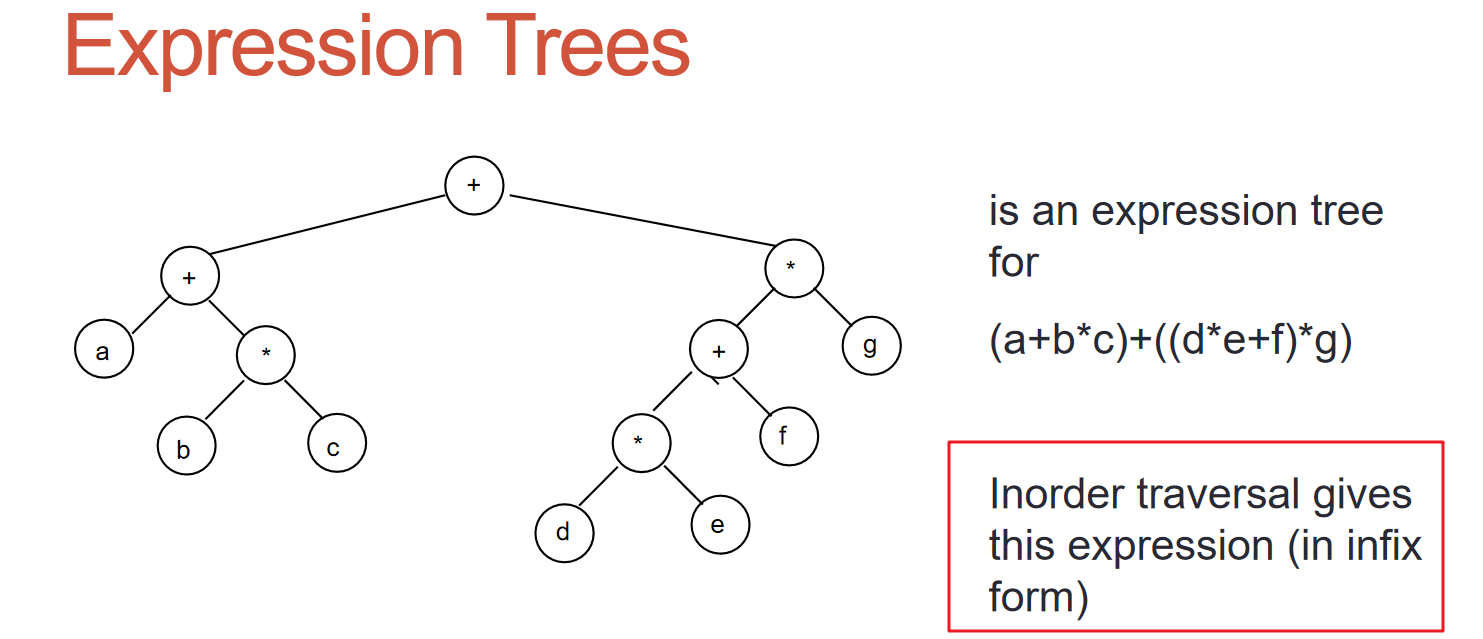 Expression Trees
+
+
*
a
*
+
g
b
c
*
f
d
e
is an expression tree
for
(a+b*c)+((d*e+f)*g)
Inorder traversal gives
this expression (in infix
form)